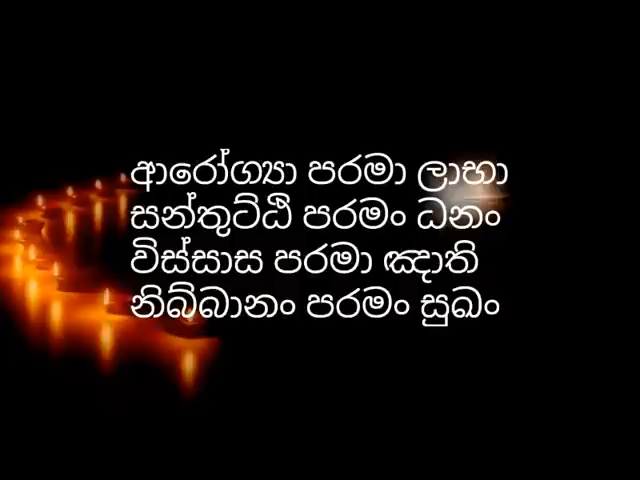 ආරෝග්‍යා පරමා ලාභා
සන්තුට්ඨි පරමං ධනං
විස්සාස පරමා ඤාති
නිබ්බානං පරමං සුඛං